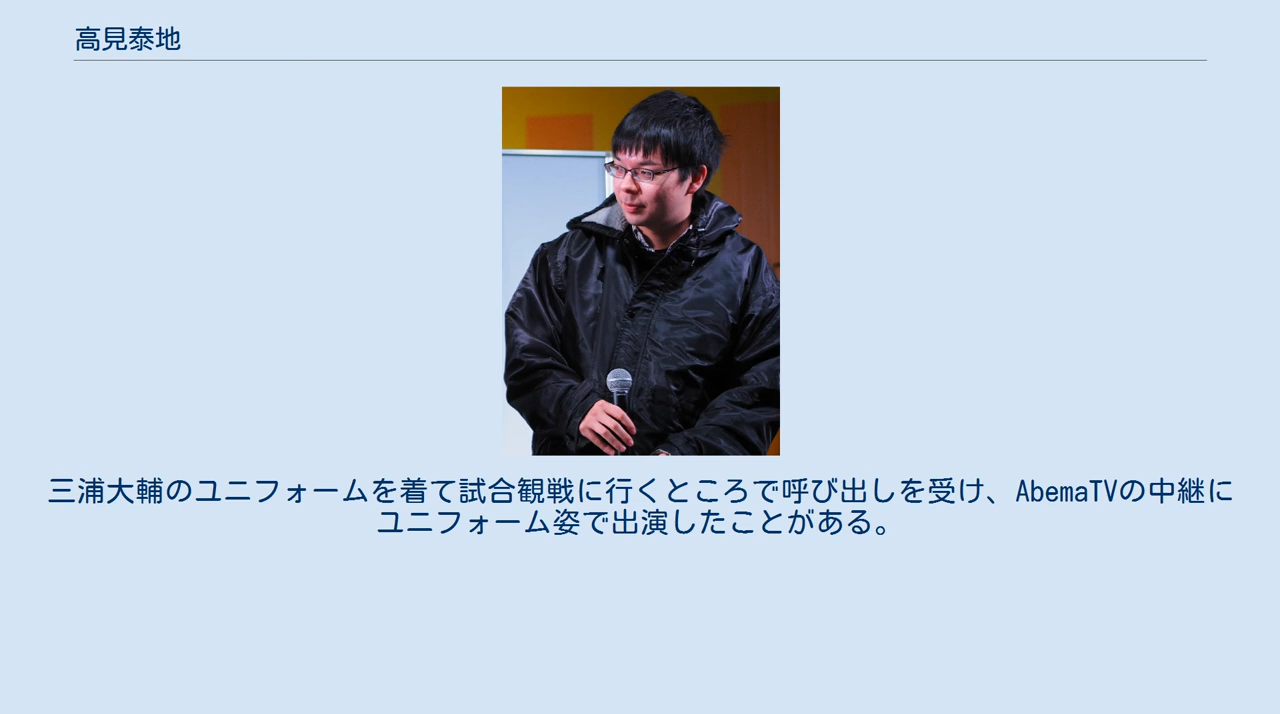 高見泰地
三浦大輔のユニフォームを着て試合観戦に行くところで呼び出しを受け、AbemaTVの中継に
ユニフォーム姿で出演したことがある。